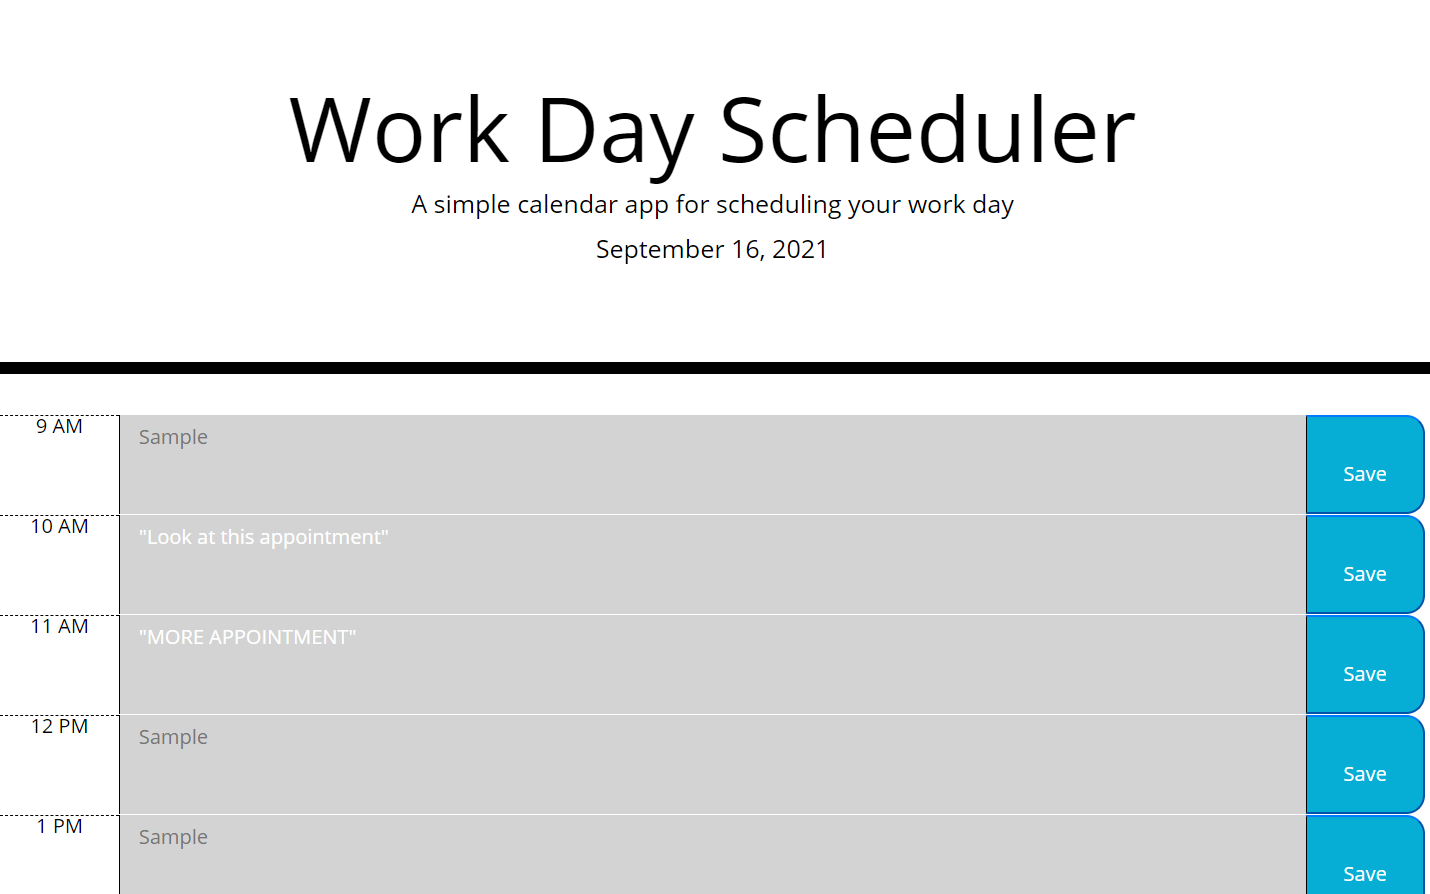 Work Day Scheduler
A simple calendar app for scheduling your work day
September 16, 2021
9 AM
Sample
Save
10 AM
"Look at this appointment"
Save
11 AM
"MORE APPOINTMENT"
Save
12 PM
Sample
Save
1 PM
Sample
Save